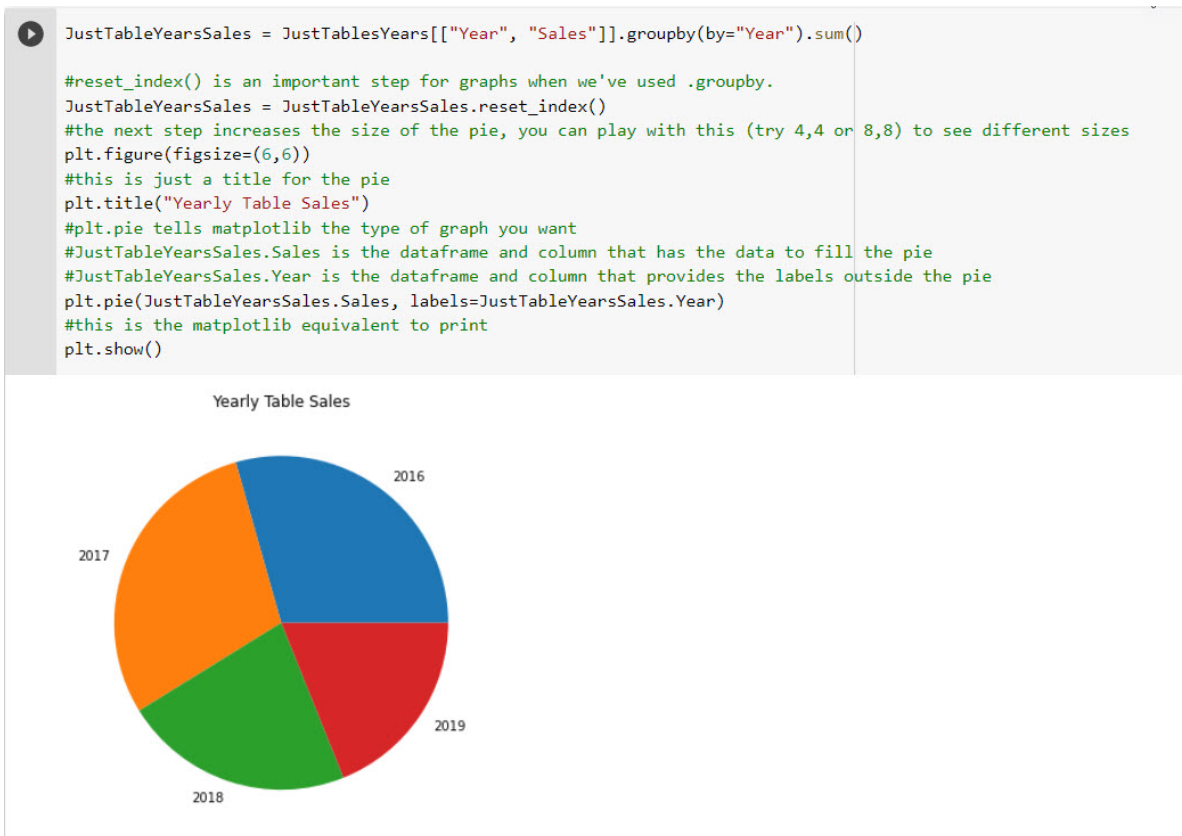 JustTableYearsSales = JustTablesYears[["Year", "Sales"]].groupby(by="Year").sum()
#reset_index() is an important step for graphs when we've used .groupby.
JustTableYearsSales = JustTableYearsSales.reset_index()
#the next step increases the size of the pie, you can play with this (try 4,4 or 8,8) to see different sizes
plt.figure(figsize=(6,6))
#this is just a title for the pie
plt.title("Yearly Table Sales")
#plt.pie tells matplotlib the type of graph you want
#JustTableYearsSales.Sales is the dataframe and column that has the data to fill the pie
#JustTableYearsSales.Year is the dataframe and column that provides the labels outside the pie
plt.pie(JustTableYearsSales.Sales, labels=JustTableYearsSales.Year)
#this is the matplotlib equivalent to print
plt.show()
Yearly Table Sales
2016
2017
2019
2018